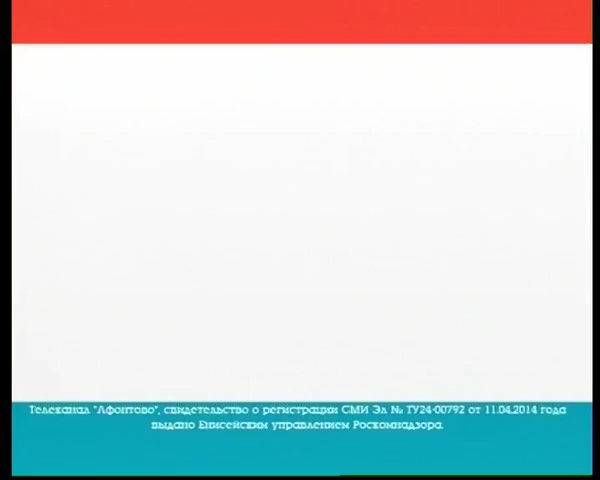 Телеканал "Афонтово", свидетельство о регистрации СМИ Эл № ТУ24-00792 от 11.04.2014 года
выдано Енисейским управлением Роскомнадзора.